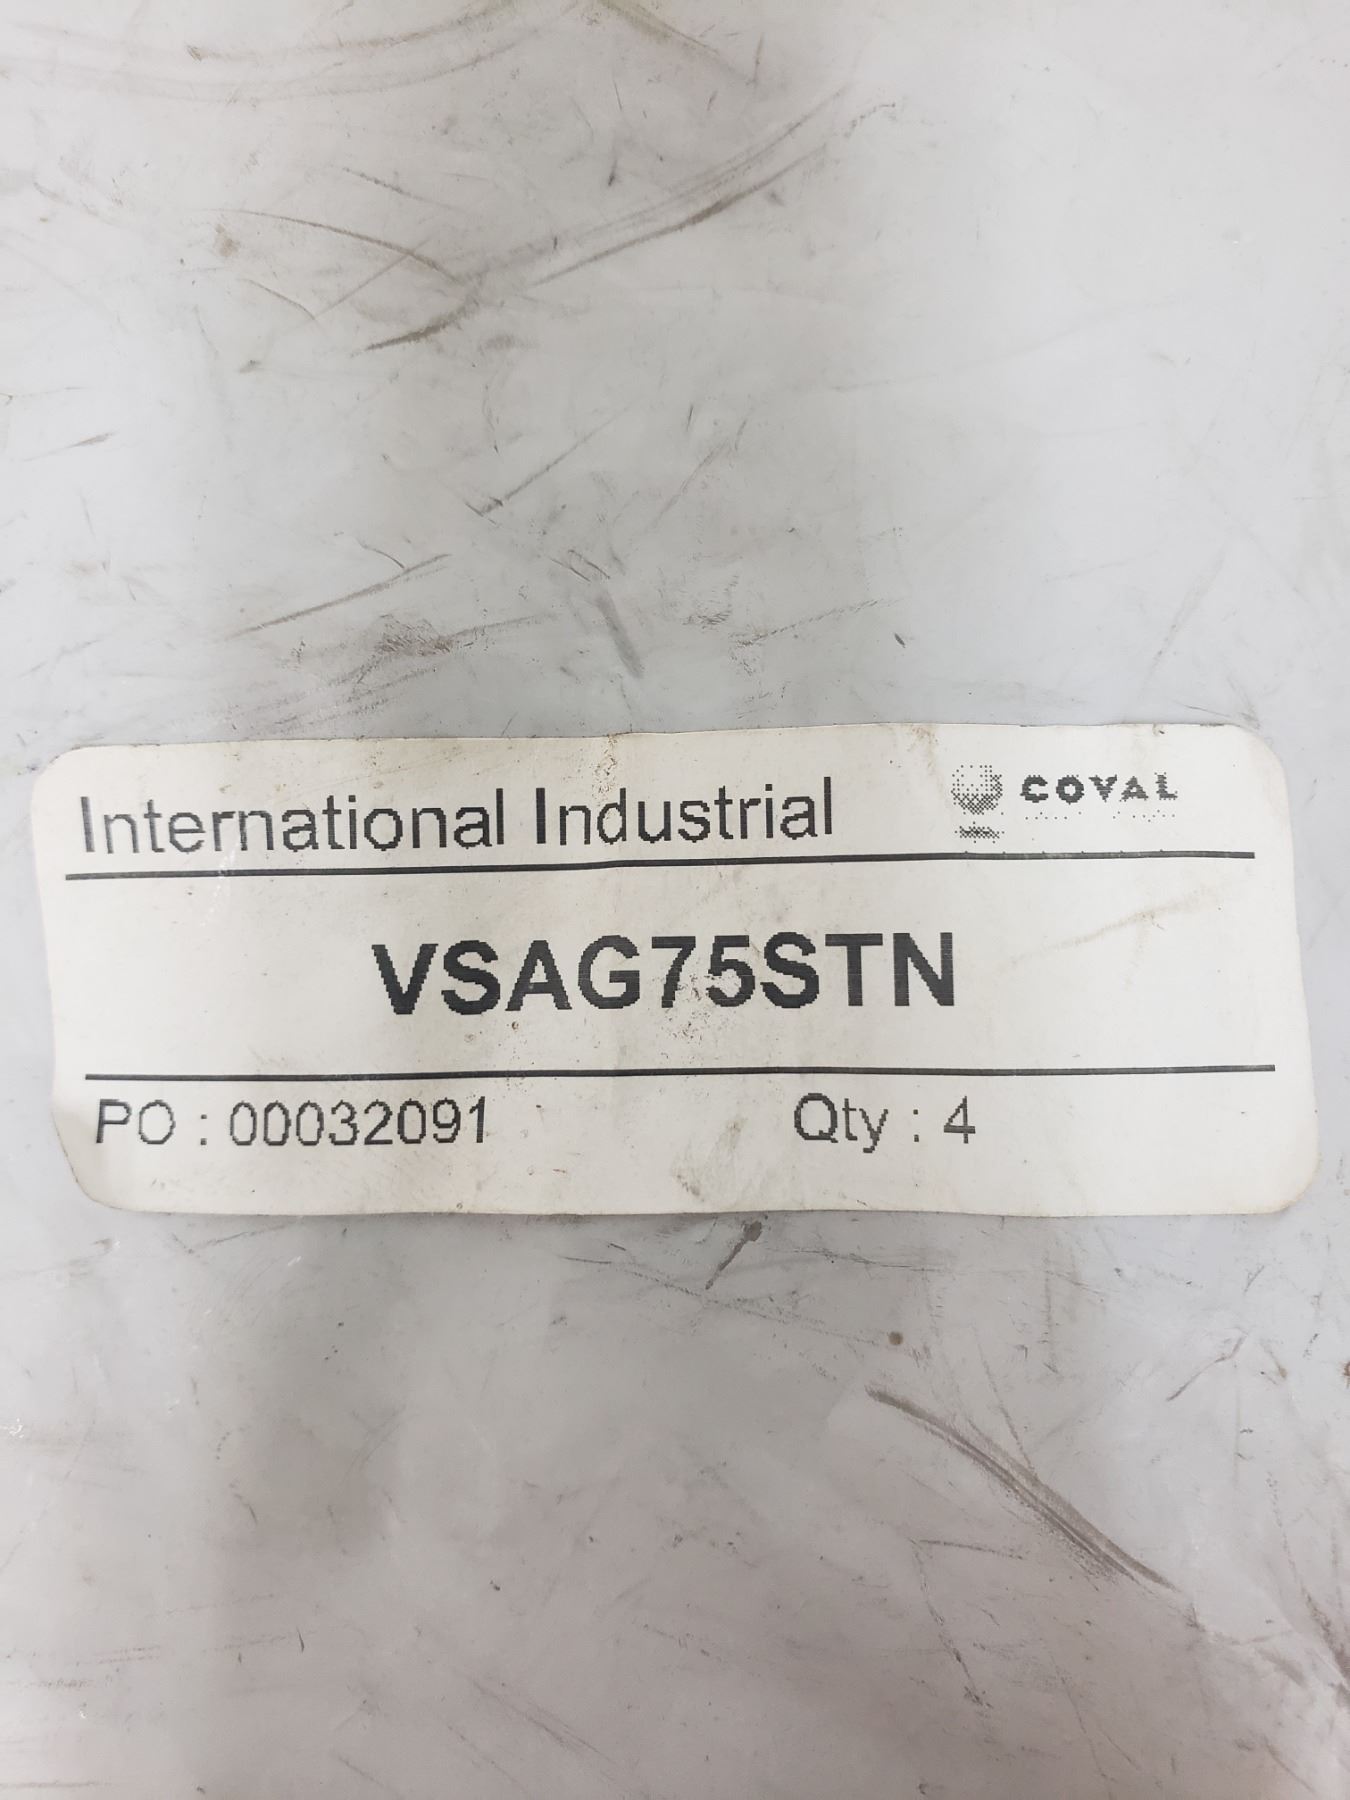 International Industrial
COVAL
VSAG75STN
PO : 00032091
Qty : 4